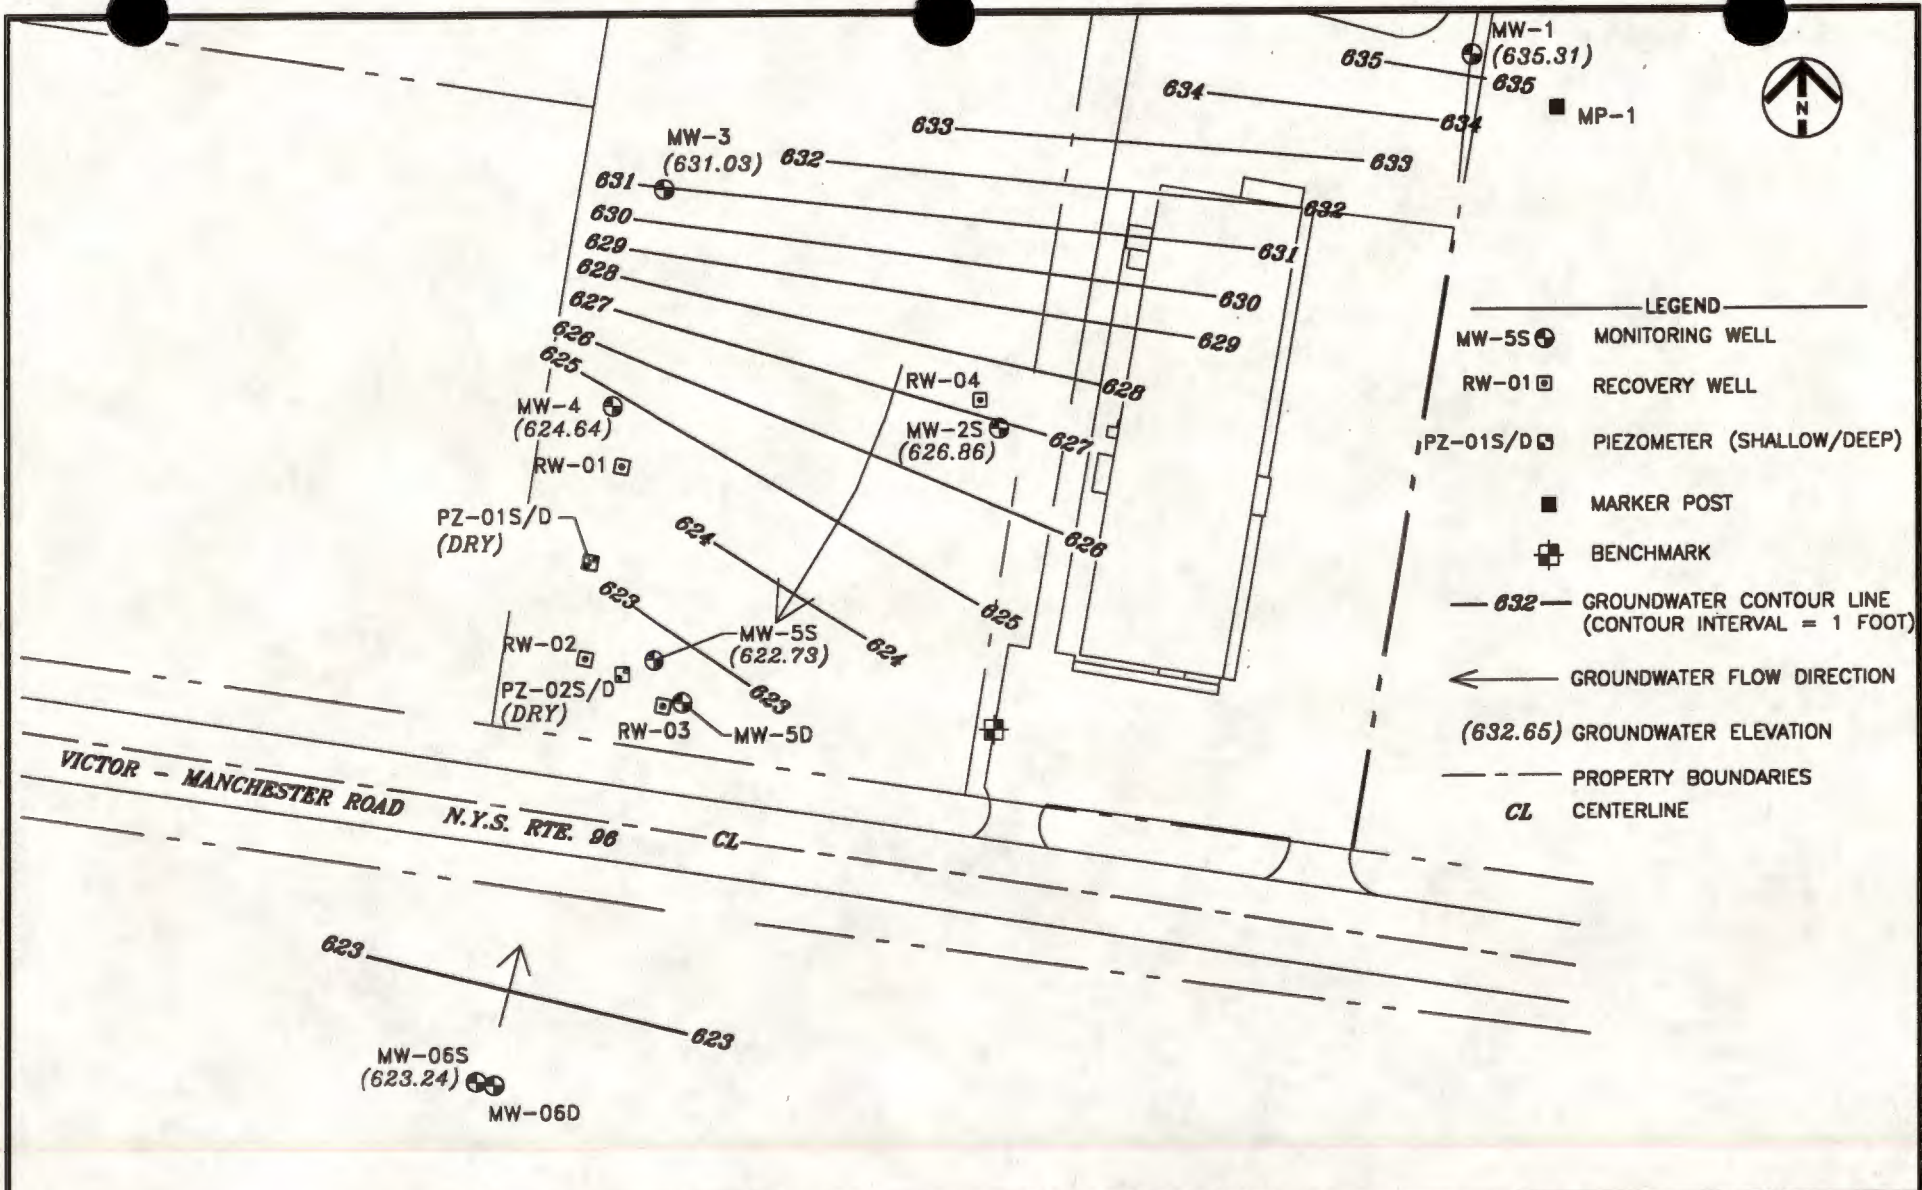 MW-1
(635.31)
635
635
634
634
MP-1
N
633
633
MW-3
(631.03)
632
632
631
631
630
630
629
629
628
628
627
627
626
626
625
625
RW-04
MW-2S
(626.86)
MW-4
(624.64)
RW-01
PZ-01S/D
(DRY)
624
624
623
623
MW-5S
(622.73)
RW-02
PZ-02S/D
(DRY)
RW-03
MW-5D
VICTOR - MANCHESTER ROAD N.Y.S. RTE. 96 CL
623
623
MW-06S
(623.24)
MW-06D
LEGEND
MW-5S MONITORING WELL
RW-01 RECOVERY WELL
PZ-01S/D PIEZOMETER (SHALLOW/DEEP)
MARKER POST
BENCHMARK
632 GROUNDWATER CONTOUR LINE
(CONTOUR INTERVAL = 1 FOOT)
GROUNDWATER FLOW DIRECTION
(632.65) GROUNDWATER ELEVATION
PROPERTY BOUNDARIES
CL CENTERLINE